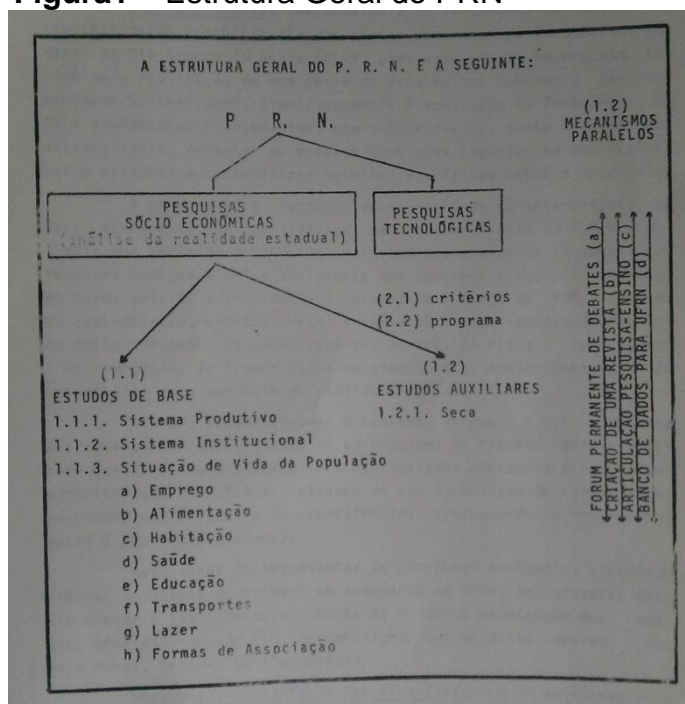 Figura1 – Estrutura Geral do PRN
A ESTRUTURA GERAL DO P. R. N. E A SEGUINTE:
P R. N.
(1.2)
MECANISMOS
PARALELOS
PESQUISAS
SÓCIO ECONÔMICAS
(análise da realidade estadual)
PESQUISAS
TECNOLÓGICAS
(2.1) critérios
(2.2) programa
(1.1)
ESTUDOS DE BASE
1.1.1. Sistema Produtivo
1.1.2. Sistema Institucional
1.1.3. Situação de Vida da População
a) Emprego
b) Alimentação
c) Habitação
d) Saúde
e) Educação
f) Transportes
g) Lazer
h) Formas de Associação
(1.2)
ESTUDOS AUXILIARES
1.2.1. Seca
FORUM PERMANENTE DE DEBATES (a)
CRIAÇÃO DE UMA REVISTA (b)
ARTICULAÇÃO PESQUISA-ENSINO (c)
BANCO DE DADOS PARA UFRN (d)